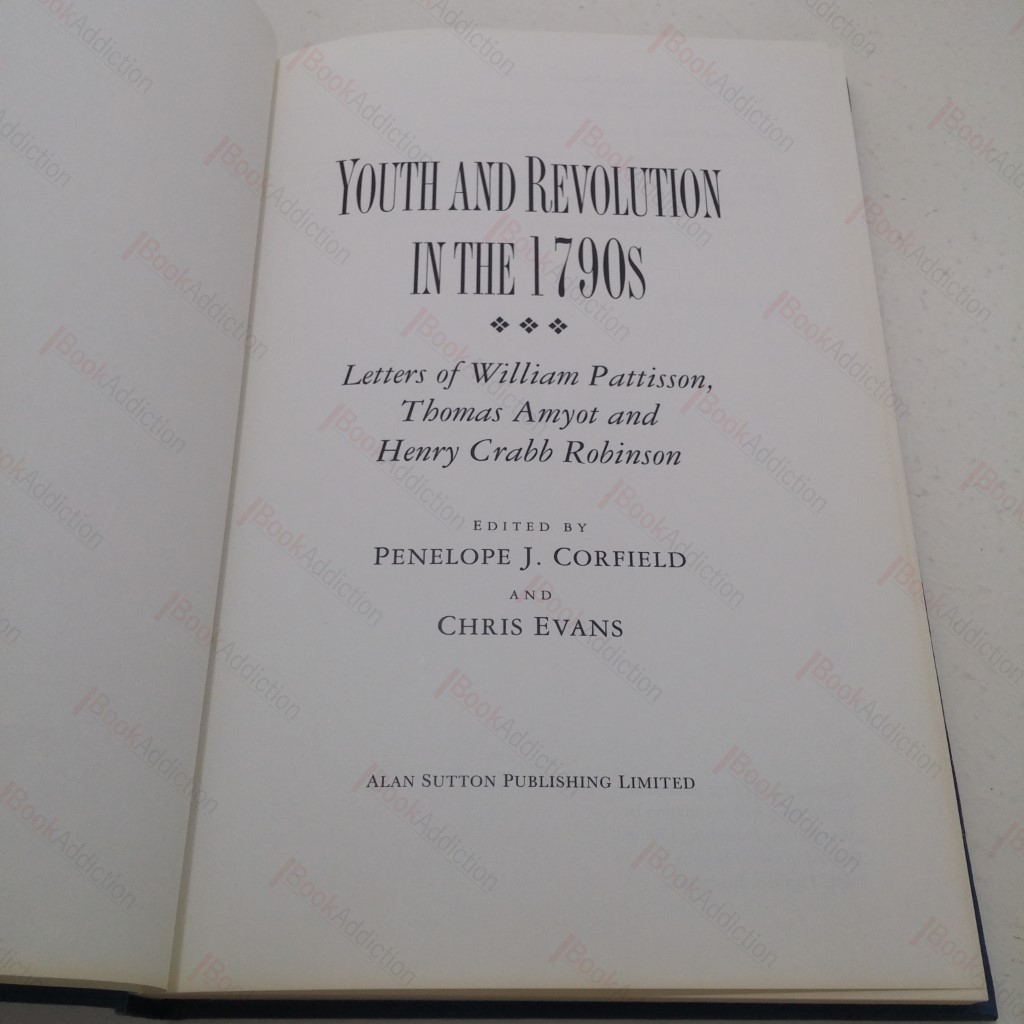 YOUTH AND REVOLUTION
IN THE 1790S
Letters of William Pattisson,
Thomas Amyot and
Henry Crabb Robinson
EDITED BY
PENELOPE J. CORFIELD
AND
CHRIS EVANS
ALAN SUTTON PUBLISHING LIMITED
BookAddiction